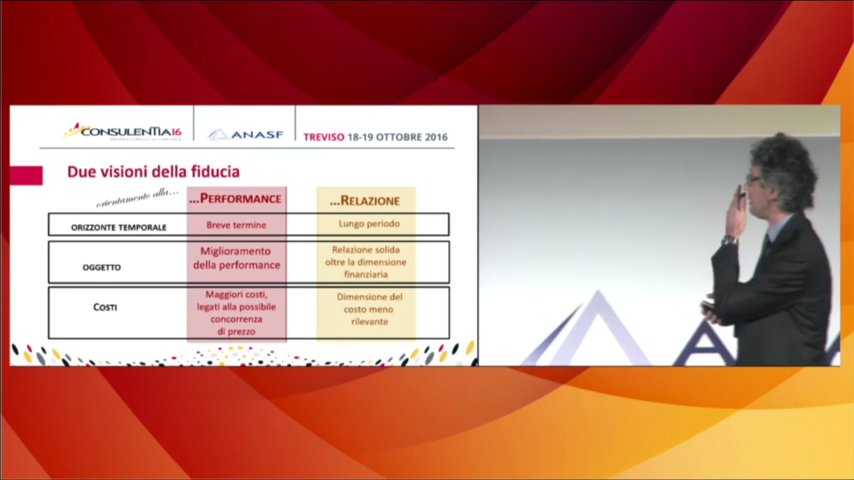 CONSULENTIA16
ANASF
TREVISO 18-19 OTTOBRE 2016
Due visioni della fiducia
orientamento alla...
...PERFORMANCE
...RELAZIONE
ORIZZONTE TEMPORALE
Breve termine
Lungo periodo
OGGETTO
Miglioramento
della performance
Relazione solida
oltre la dimensione
finanziaria
COSTI
Maggiori costi,
legati alla possibile
concorrenza
di prezzo
Dimensione del
costo meno
rilevante